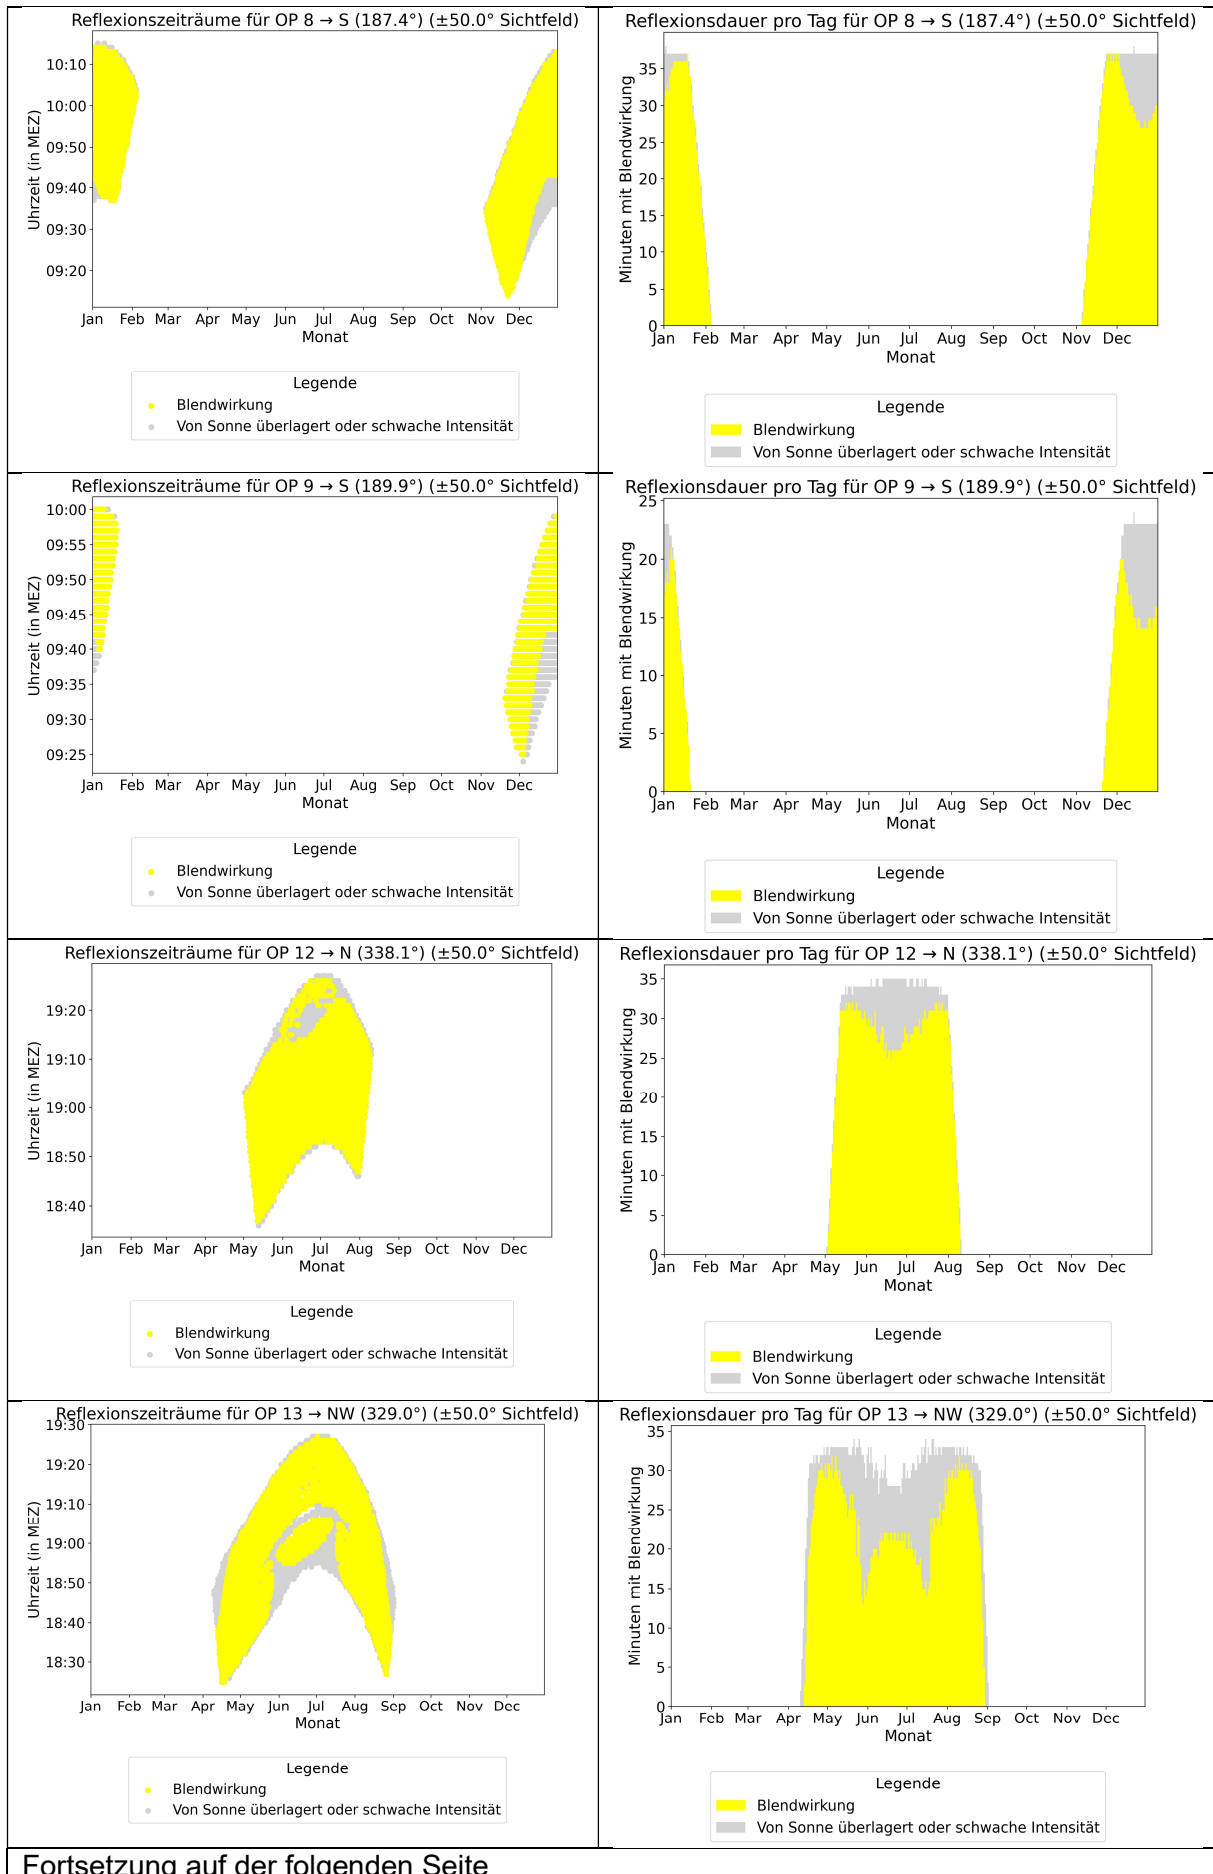 Reflexionszeiträume für OP 8 → S (187.4°) (±50.0° Sichtfeld)
Uhrzeit (in MEZ)
10:10
10:00
09:50
09:40
09:30
09:20
Jan Feb Mar Apr May Jun Jul Aug Sep Oct Nov Dec
Monat
Legende
Blendwirkung
Von Sonne überlagert oder schwache Intensität
Reflexionsdauer pro Tag für OP 8 → S (187.4°) (±50.0° Sichtfeld)
Minuten mit Blendwirkung
35
30
25
20
15
10
5
0
Jan Feb Mar Apr May Jun Jul Aug Sep Oct Nov Dec
Monat
Legende
Blendwirkung
Von Sonne überlagert oder schwache Intensität
Reflexionszeiträume für OP 9 → S (189.9°) (±50.0° Sichtfeld)
Uhrzeit (in MEZ)
10:00
09:55
09:50
09:45
09:40
09:35
09:30
09:25
Jan Feb Mar Apr May Jun Jul Aug Sep Oct Nov Dec
Monat
Legende
Blendwirkung
Von Sonne überlagert oder schwache Intensität
Reflexionsdauer pro Tag für OP 9 → S (189.9°) (±50.0° Sichtfeld)
Minuten mit Blendwirkung
25
20
15
10
5
0
Jan Feb Mar Apr May Jun Jul Aug Sep Oct Nov Dec
Monat
Legende
Blendwirkung
Von Sonne überlagert oder schwache Intensität
Reflexionszeiträume für OP 12 → N (338.1°) (±50.0° Sichtfeld)
Uhrzeit (in MEZ)
19:20
19:10
19:00
18:50
18:40
Jan Feb Mar Apr May Jun Jul Aug Sep Oct Nov Dec
Monat
Legende
Blendwirkung
Von Sonne überlagert oder schwache Intensität
Reflexionsdauer pro Tag für OP 12 → N (338.1°) (±50.0° Sichtfeld)
Minuten mit Blendwirkung
35
30
25
20
15
10
5
0
Jan Feb Mar Apr May Jun Jul Aug Sep Oct Nov Dec
Monat
Legende
Blendwirkung
Von Sonne überlagert oder schwache Intensität
Reflexionszeiträume für OP 13 → NW (329.0°) (±50.0° Sichtfeld)
Uhrzeit (in MEZ)
19:30
19:20
19:10
19:00
18:50
18:40
18:30
Jan Feb Mar Apr May Jun Jul Aug Sep Oct Nov Dec
Monat
Legende
Blendwirkung
Von Sonne überlagert oder schwache Intensität
Reflexionsdauer pro Tag für OP 13 → NW (329.0°) (±50.0° Sichtfeld)
Minuten mit Blendwirkung
35
30
25
20
15
10
5
0
Jan Feb Mar Apr May Jun Jul Aug Sep Oct Nov Dec
Monat
Legende
Blendwirkung
Von Sonne überlagert oder schwache Intensität
Fortsetzung auf der folgenden Seite